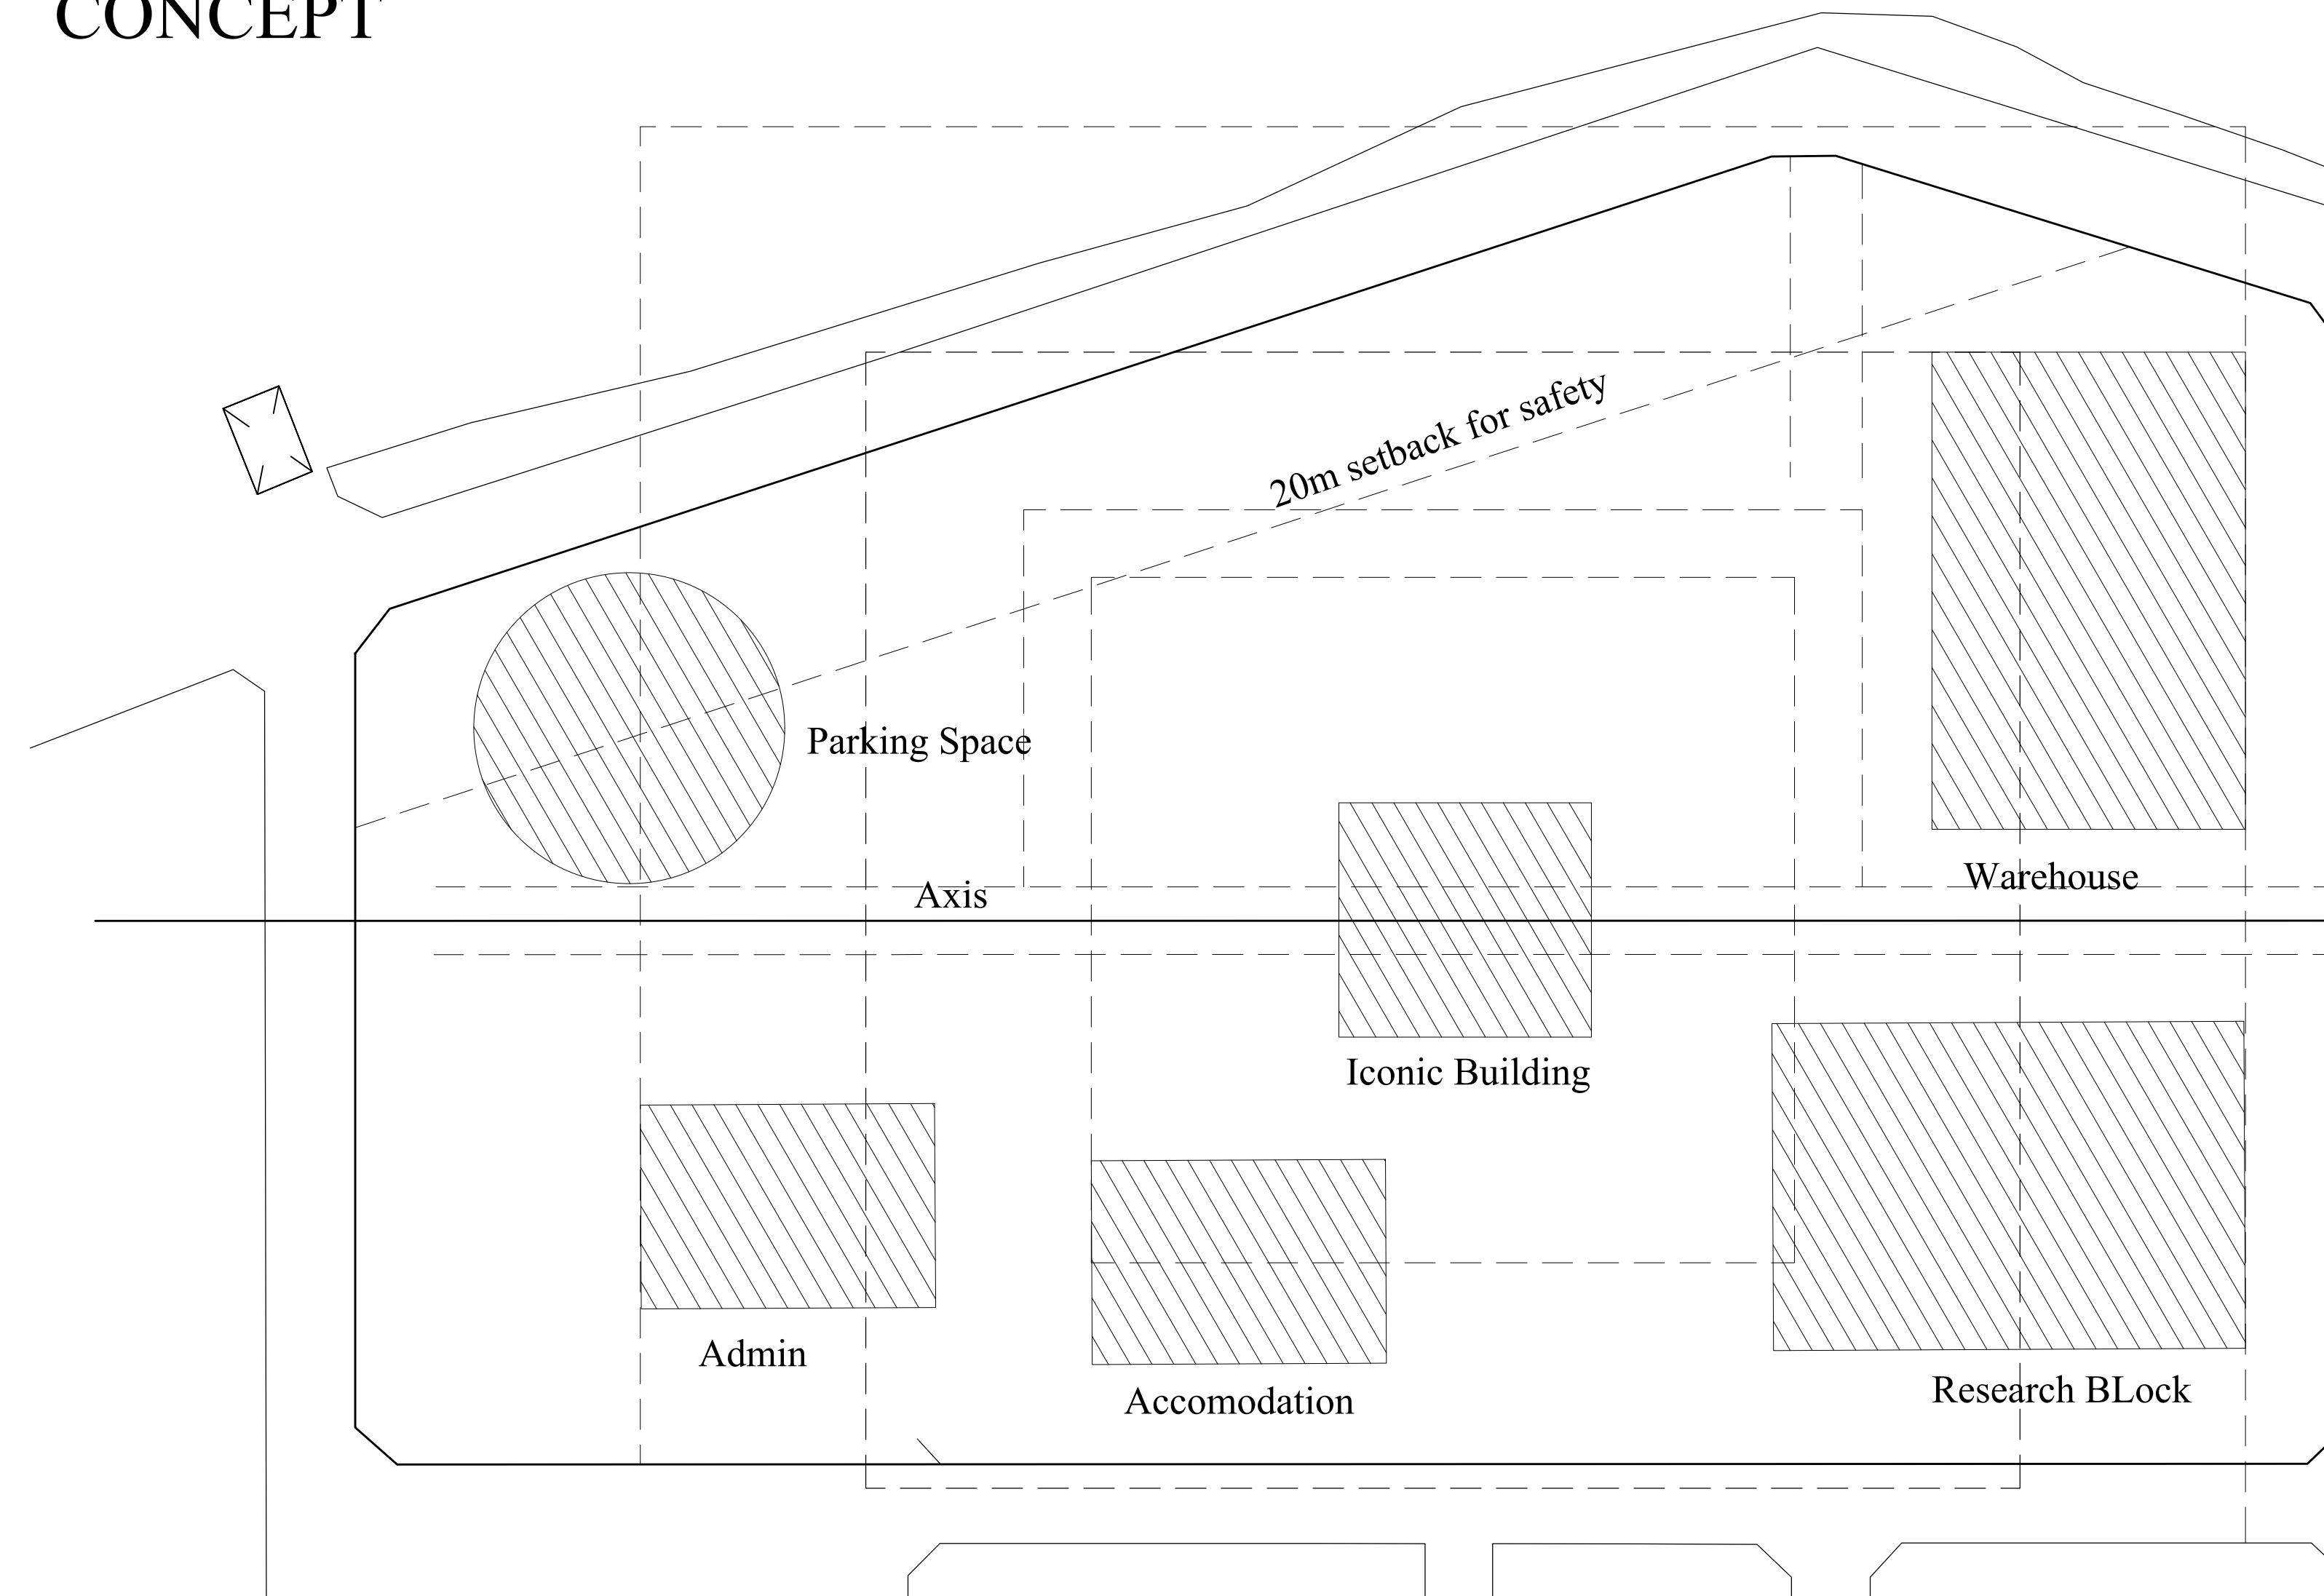 CONCEPT
20m setback for safety
Parking Space
Axis
Warehouse
Iconic Building
Admin
Accomodation
Research BLock